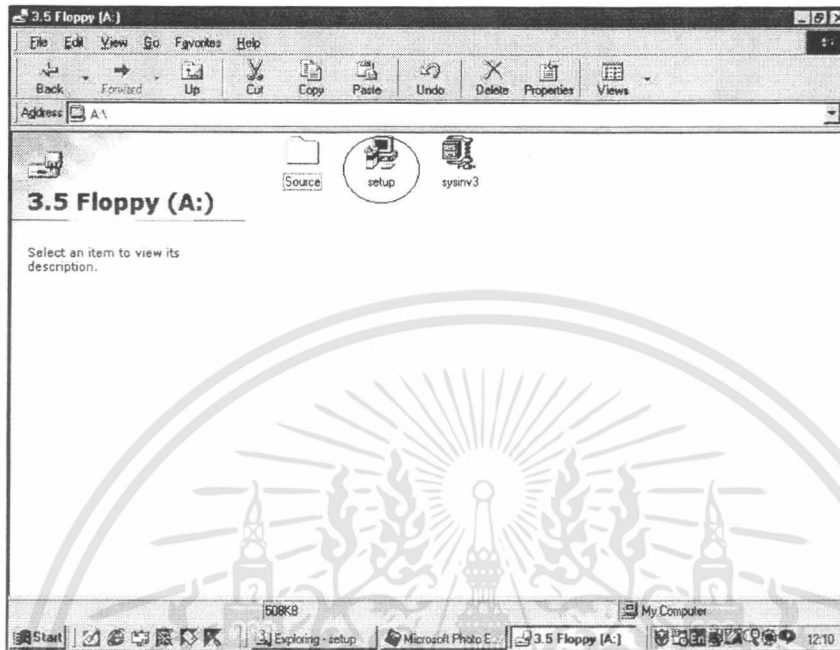 3.5 Floppy (A:)
File Edit View Go Favorites Help
Back Forward Up Cut Copy Paste Undo Delete Properties Views
Address A:\
Source setup sysinv3
3.5 Floppy (A:)
Select an item to view its
description.
508KB My Computer
Start Exploring - setup Microsoft Photo E... 3.5 Floppy (A:) 12:10